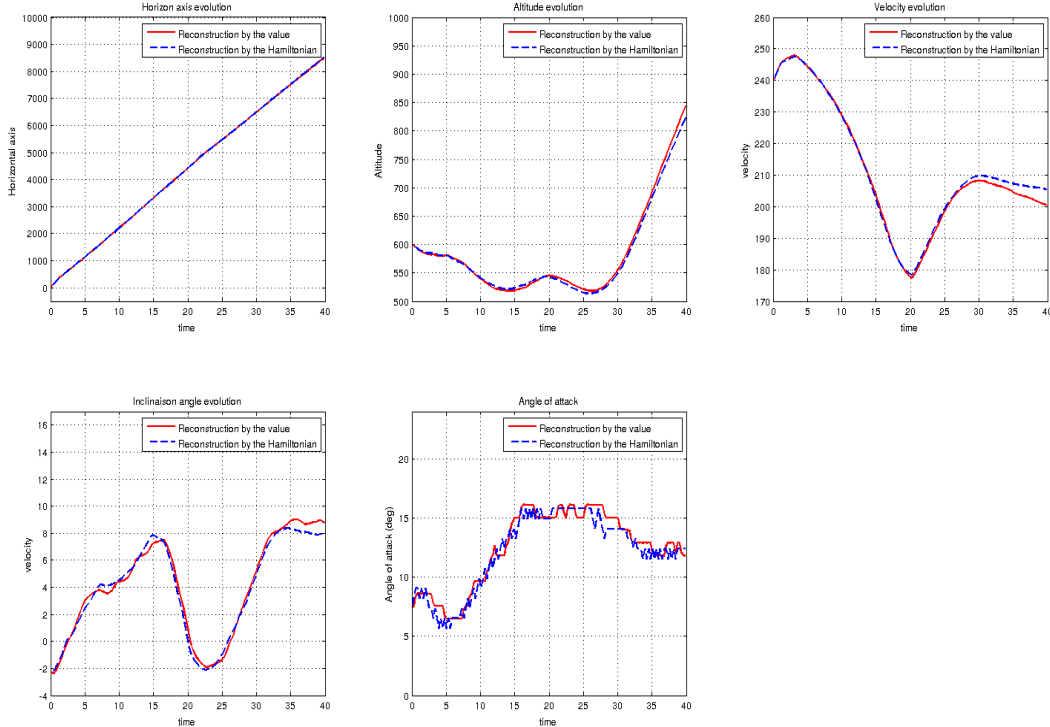 Horizon axis evolution
Reconstruction by the value
Reconstruction by the Hamiltonian
Horizontal axis
10000
9000
8000
7000
6000
5000
4000
3000
2000
1000
0
0 5 10 15 20 25 30 35 40
time
Altitude evolution
Reconstruction by the value
Reconstruction by the Hamiltonian
Altitude
1000
950
900
850
800
750
700
650
600
550
500
0 5 10 15 20 25 30 35 40
time
Velocity evolution
Reconstruction by the value
Reconstruction by the Hamiltonian
velocity
260
250
240
230
220
210
200
190
180
170
0 5 10 15 20 25 30 35 40
time
Inclinaison angle evolution
Reconstruction by the value
Reconstruction by the Hamiltonian
velocity
16
14
12
10
8
6
4
2
0
-2
-4
0 5 10 15 20 25 30 35 40
time
Angle of attack
Reconstruction by the value
Reconstruction by the Hamiltonian
Angle of attack (deg)
20
15
10
5
0
0 5 10 15 20 25 30 35 40
time